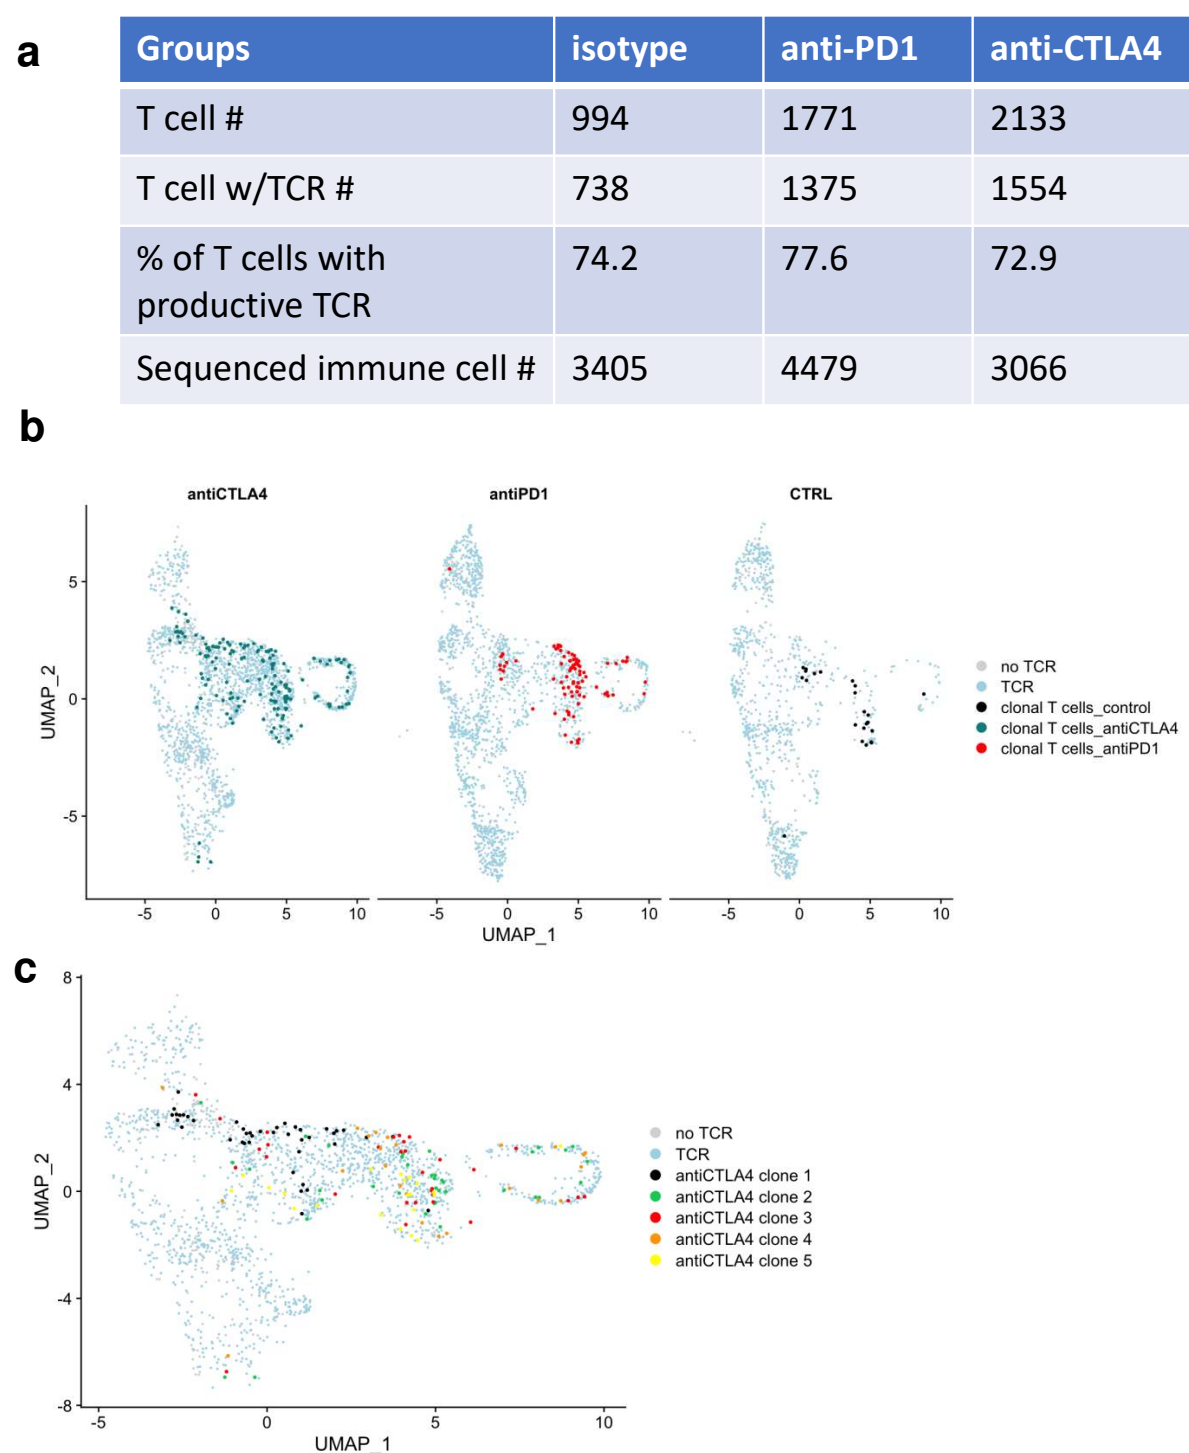 a
Groups isotype anti-PD1 anti-CTLA4
T cell # 994 1771 2133
T cell w/TCR # 738 1375 1554
% of T cells with 74.2 77.6 72.9
productive TCR
Sequenced immune cell # 3405 4479 3066
b
antiCTLA4 antiPD1 CTRL
5
0
-5
UMAP_2
-5 0 5 10 -5 0 5 10 -5 0 5 10
UMAP_1
no TCR
TCR
clonal T cells_control
clonal T cells_antiCTLA4
clonal T cells_antiPD1
c
8
4
0
-4
-8
UMAP_2
-5 0 5 10
UMAP_1
no TCR
TCR
antiCTLA4 clone 1
antiCTLA4 clone 2
antiCTLA4 clone 3
antiCTLA4 clone 4
antiCTLA4 clone 5